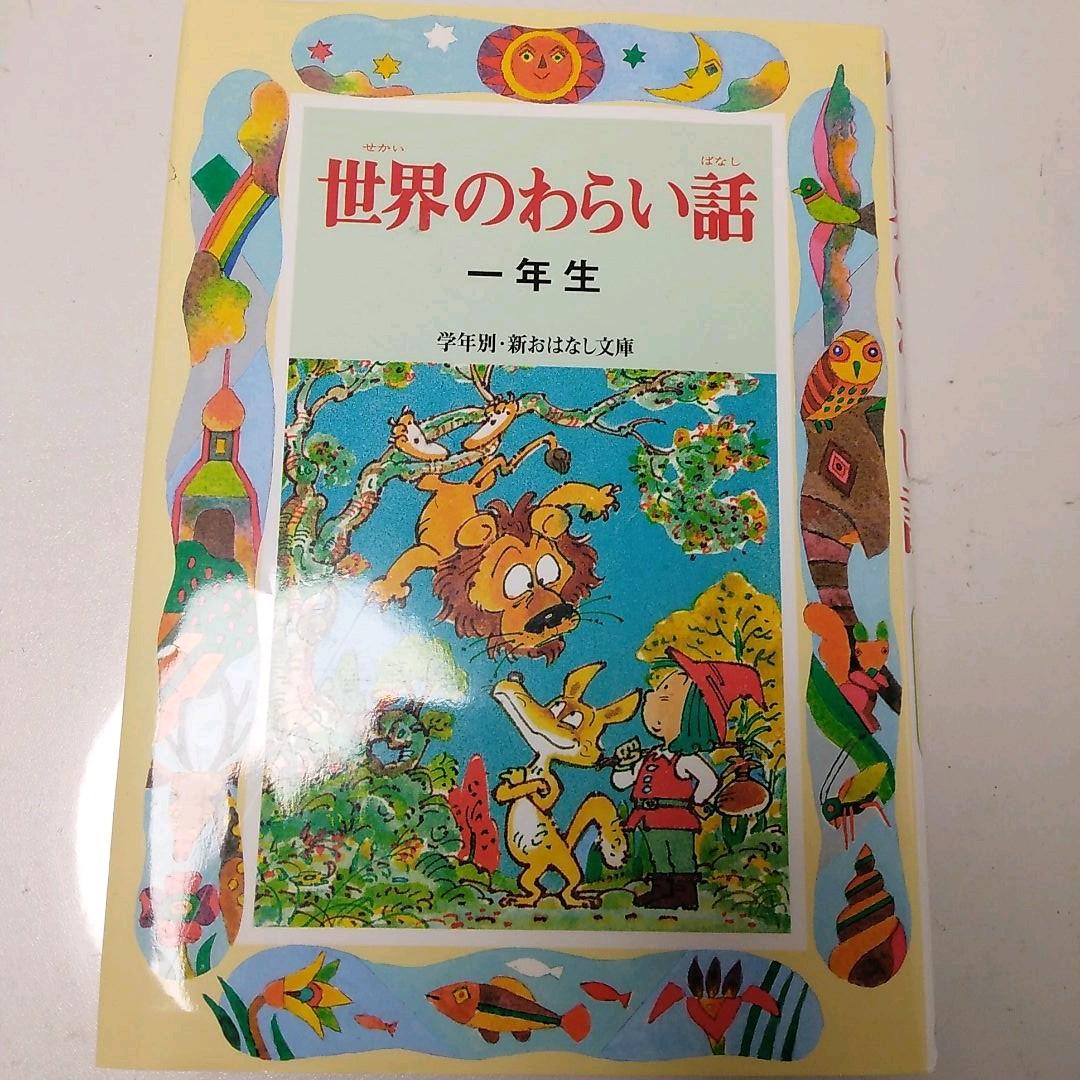 せかい ばなし
世界のわらい話
一年生
学年別・新おはなし文庫